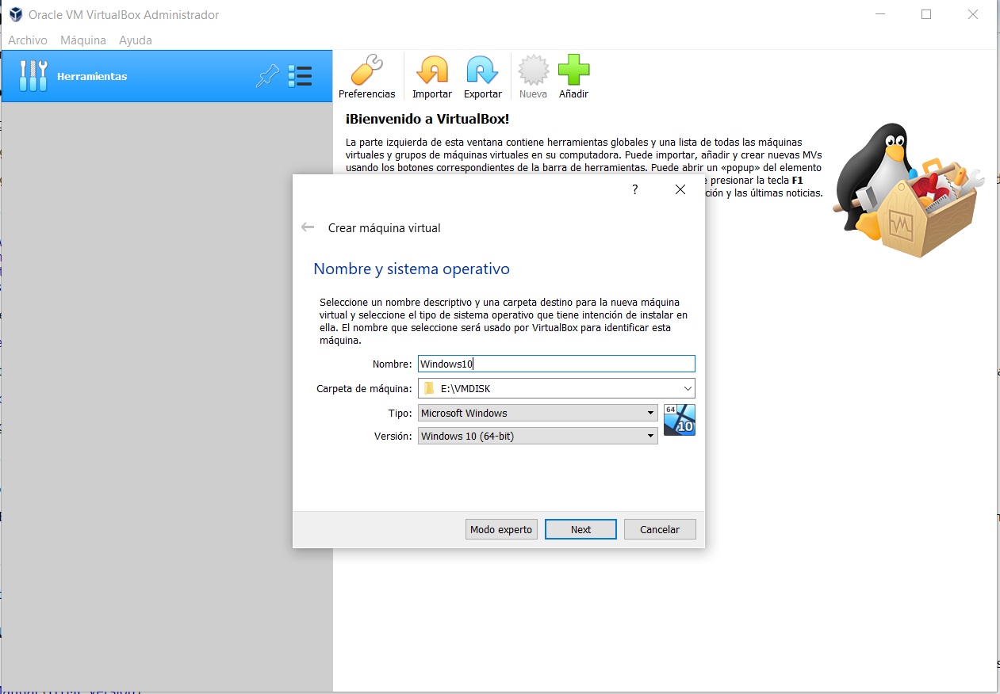 Oracle VM VirtualBox Administrador
Archivo Máquina Ayuda
Herramientas
Preferencias Importar Exportar Nueva Añadir
¡Bienvenido a VirtualBox!
La parte izquierda de esta ventana contiene herramientas globales y una lista de todas las máquinas
virtuales y grupos de máquinas virtuales en su computadora. Puede importar, añadir y crear nuevas MVs
usando los botones correspondientes de la barra de herramientas. Puede abrir un «popup» del elemento
e presionar la tecla F1
ción y las últimas noticias.
?
Crear máquina virtual
Nombre y sistema operativo
Seleccione un nombre descriptivo y una carpeta destino para la nueva máquina
virtual y seleccione el tipo de sistema operativo que tiene intención de instalar en
ella. El nombre que seleccione será usado por VirtualBox para identificar esta
máquina.
Nombre: Windows10
Carpeta de máquina: E:\VMDISK
Tipo: Microsoft Windows
64
10
Versión: Windows 10 (64-bit)
Modo experto Next Cancelar